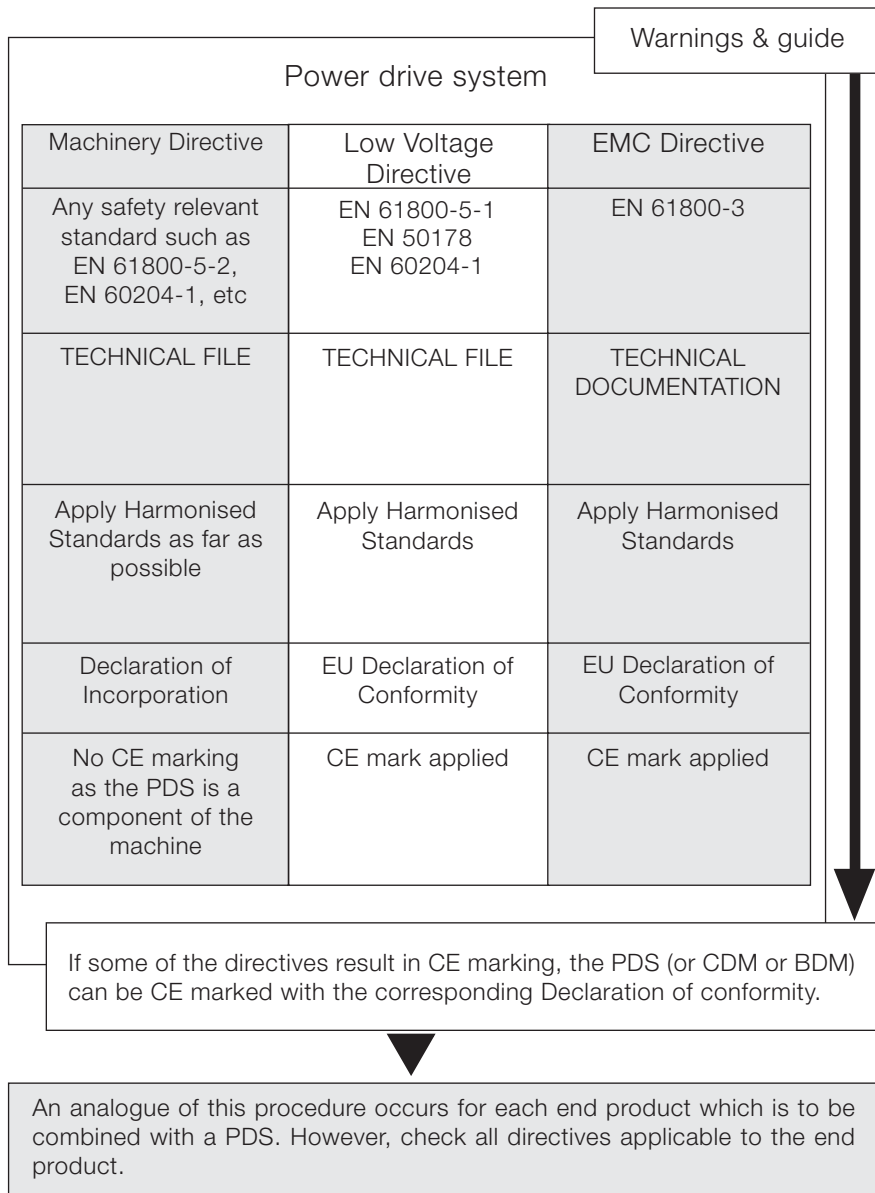 Warnings & guide
Power drive system
Machinery Directive
Low Voltage
Directive
EMC Directive
Any safety relevant
standard such as
EN 61800-5-2,
EN 60204-1, etc
EN 61800-5-1
EN 50178
EN 60204-1
EN 61800-3
TECHNICAL FILE
TECHNICAL FILE
TECHNICAL
DOCUMENTATION
Apply Harmonised
Standards as far as
possible
Apply Harmonised
Standards
Apply Harmonised
Standards
Declaration of
Incorporation
EU Declaration of
Conformity
EU Declaration of
Conformity
No CE marking
as the PDS is a
component of the
machine
CE mark applied
CE mark applied
If some of the directives result in CE marking, the PDS (or CDM or BDM)
can be CE marked with the corresponding Declaration of conformity.
An analogue of this procedure occurs for each end product which is to be
combined with a PDS. However, check all directives applicable to the end
product.